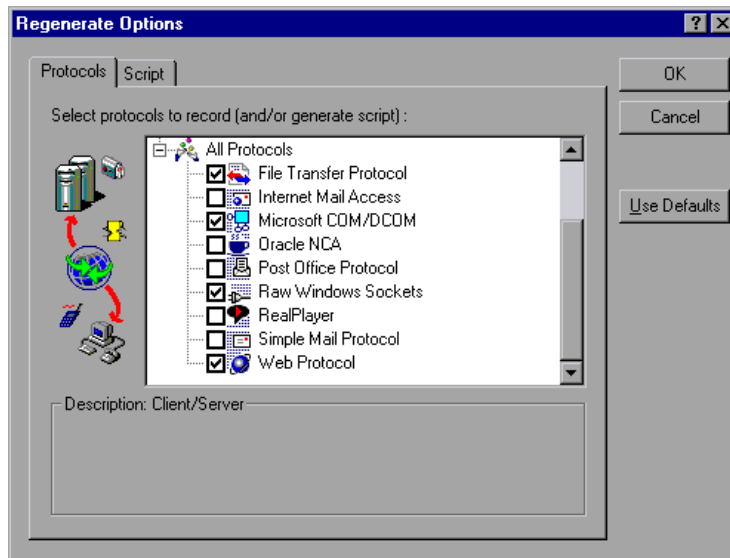 Regenerate Options
Protocols Script
OK
Select protocols to record (and/or generate script) :
Cancel
All Protocols
File Transfer Protocol
Internet Mail Access
Microsoft COM/DCOM
Use Defaults
Oracle NCA
Post Office Protocol
Raw Windows Sockets
RealPlayer
Simple Mail Protocol
Web Protocol
Description: Client/Server